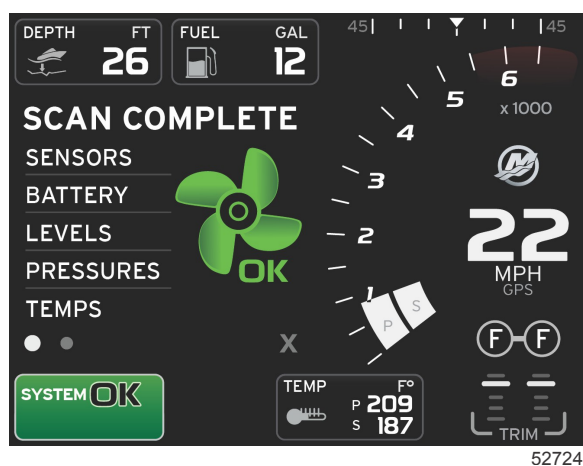 DEPTH FT
26
FUEL GAL
12
45 45
6
5
x 1000
4
3
2
1
SCAN COMPLETE
SENSORS
BATTERY
LEVELS
PRESSURES
TEMPS
OK
X
P S
22
MPH
GPS
F F
SYSTEM OK
TEMP F°
P 209
S 187
TRIM
52724